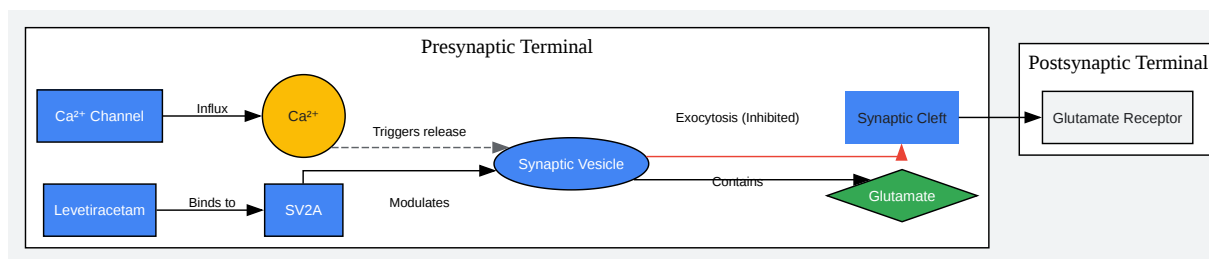 Presynaptic Terminal
Postsynaptic Terminal
Ca²⁺ Channel
Influx
Ca²⁺
Triggers release
Synaptic Vesicle
Exocytosis (Inhibited)
Synaptic Cleft
Glutamate Receptor
Levetiracetam
Binds to
SV2A
Modulates
Contains
Glutamate